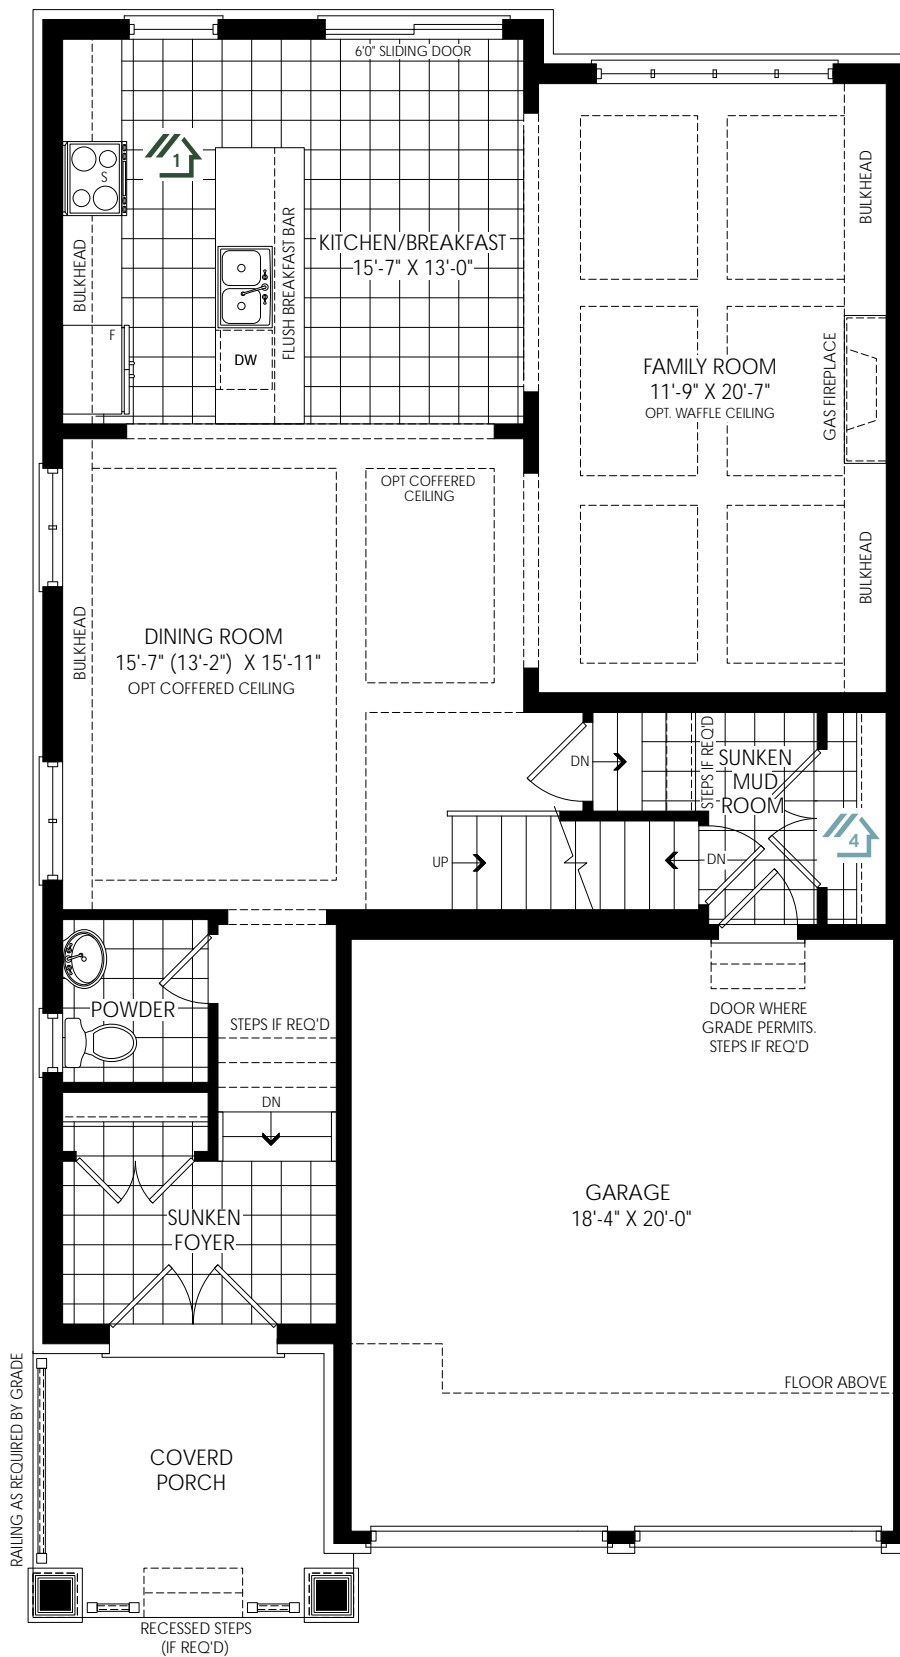 6'0" SLIDING DOOR
1
S
BULKHEAD
F
FLUSH BREAKFAST BAR
DW
KITCHEN/BREAKFAST
15'-7" X 13'-0"
BULKHEAD
FAMILY ROOM
11'-9" X 20'-7"
OPT. WAFFLE CEILING
GAS FIREPLACE
BULKHEAD
OPT COFFERED
CEILING
BULKHEAD
DINING ROOM
15'-7" (13'-2") X 15'-11"
OPT COFFERED CEILING
DN
STEPS IF REQ'D
SUNKEN
MUD
ROOM
4
UP
DN
POWDER
STEPS IF REQ'D
DN
DOOR WHERE
GRADE PERMITS.
STEPS IF REQ'D
SUNKEN
FOYER
GARAGE
18'-4" X 20'-0"
FLOOR ABOVE
RAILING AS REQUIRED BY GRADE
COVERD
PORCH
RECESSED STEPS
(IF REQ'D)